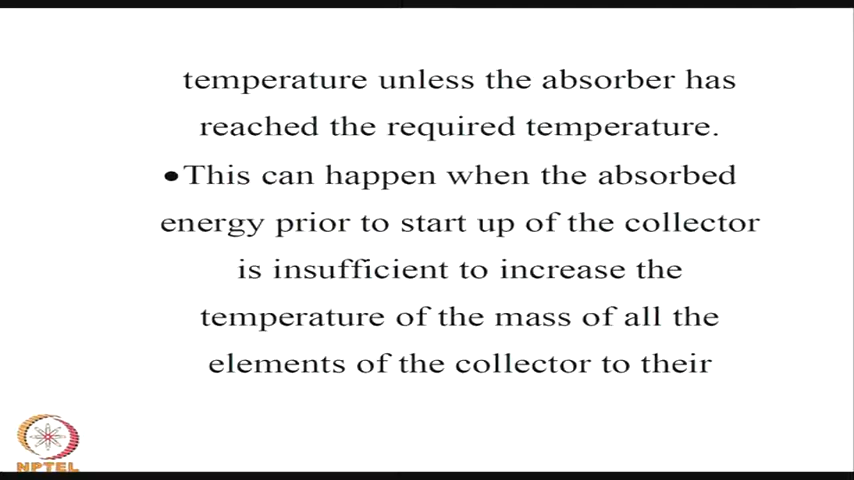 temperature unless the absorber has
reached the required temperature.
•This can happen when the absorbed
energy prior to start up of the collector
is insufficient to increase the
temperature of the mass of all the
elements of the collector to their
NPTEL